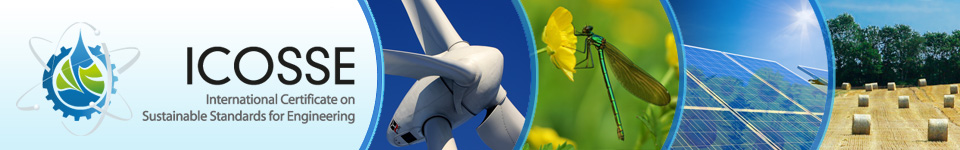 ICOSSE
International Certificate on
Sustainable Standards for Engineering